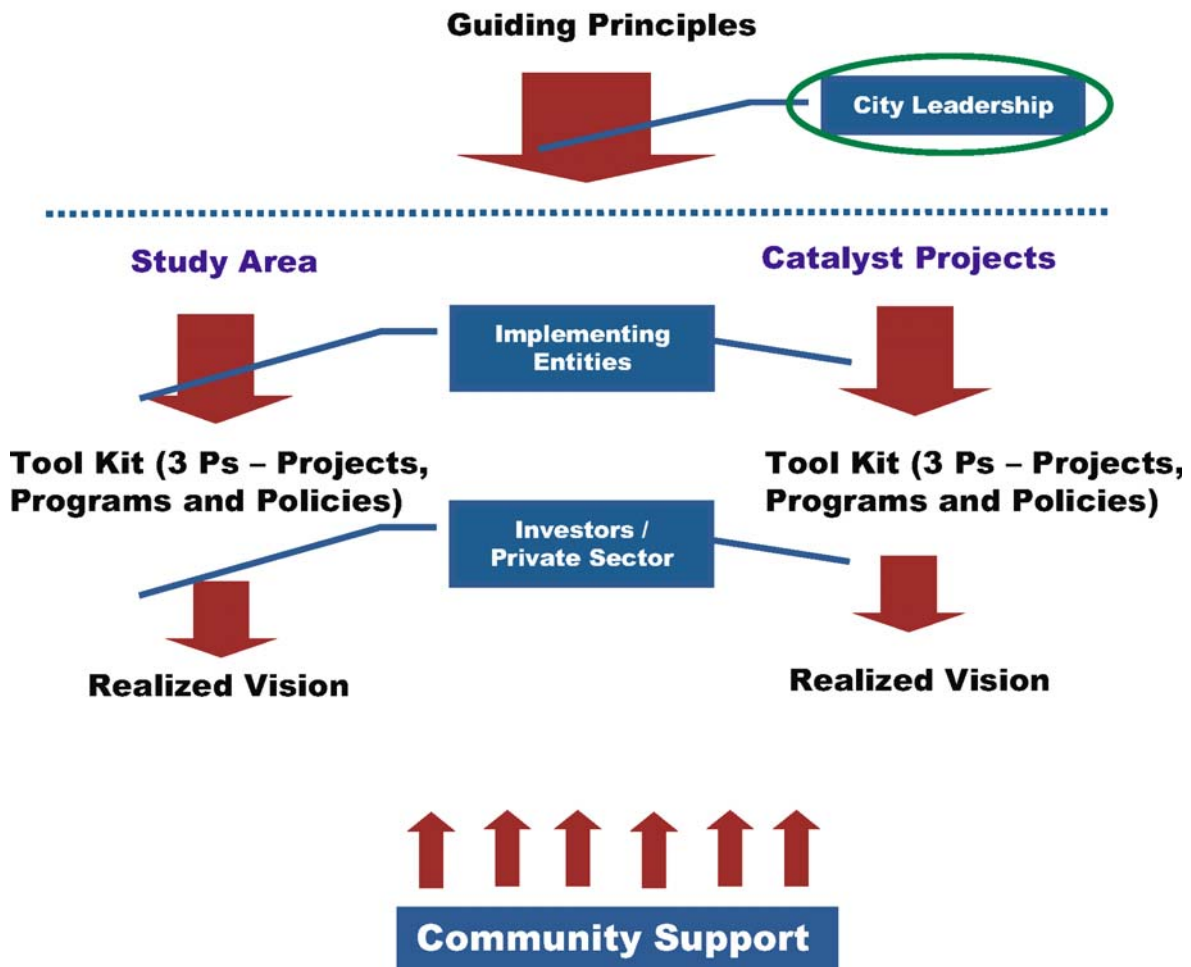 Guiding Principles
City Leadership
Study Area
Catalyst Projects
Implementing
Entities
Tool Kit (3 Ps – Projects,
Programs and Policies)
Tool Kit (3 Ps – Projects,
Programs and Policies)
Investors /
Private Sector
Realized Vision
Realized Vision
Community Support